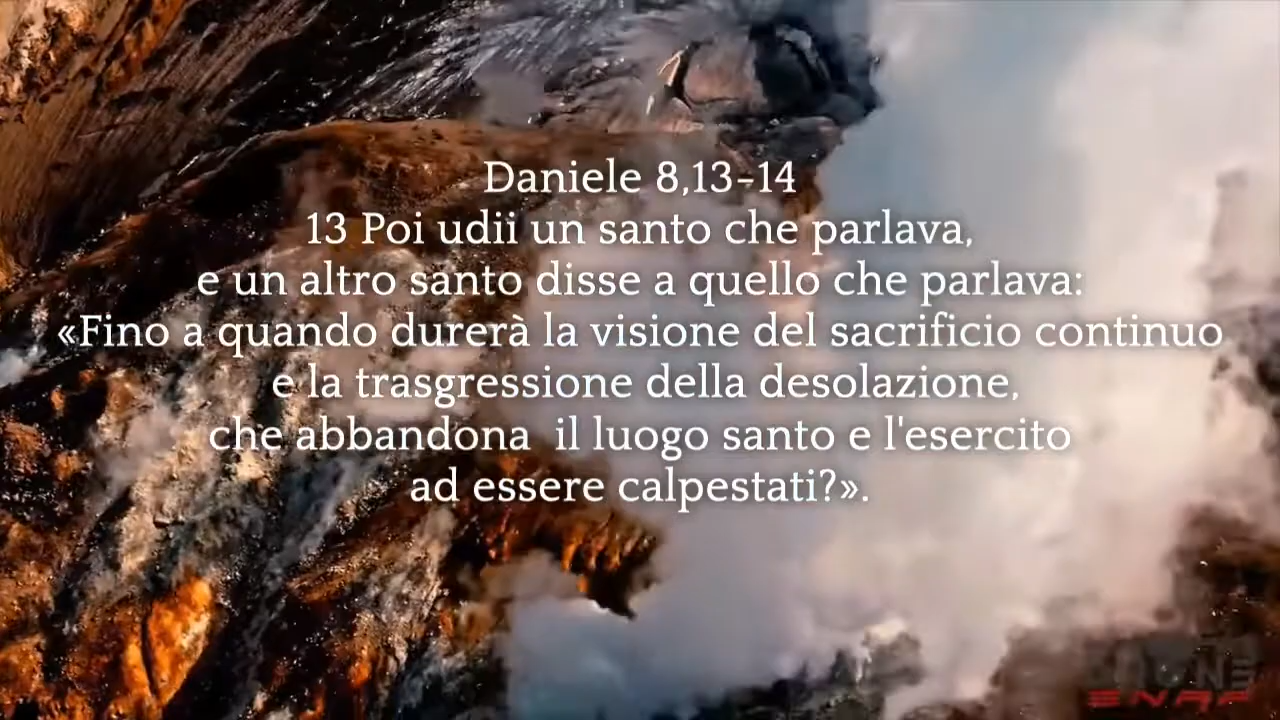 Daniele 8,13-14
13 Poi udii un santo che parlava,
e un altro santo disse a quello che parlava:
«Fino a quando durerà la visione del sacrificio continuo
e la trasgressione della desolazione,
che abbandona  il luogo santo e l'esercito
ad essere calpestati?».